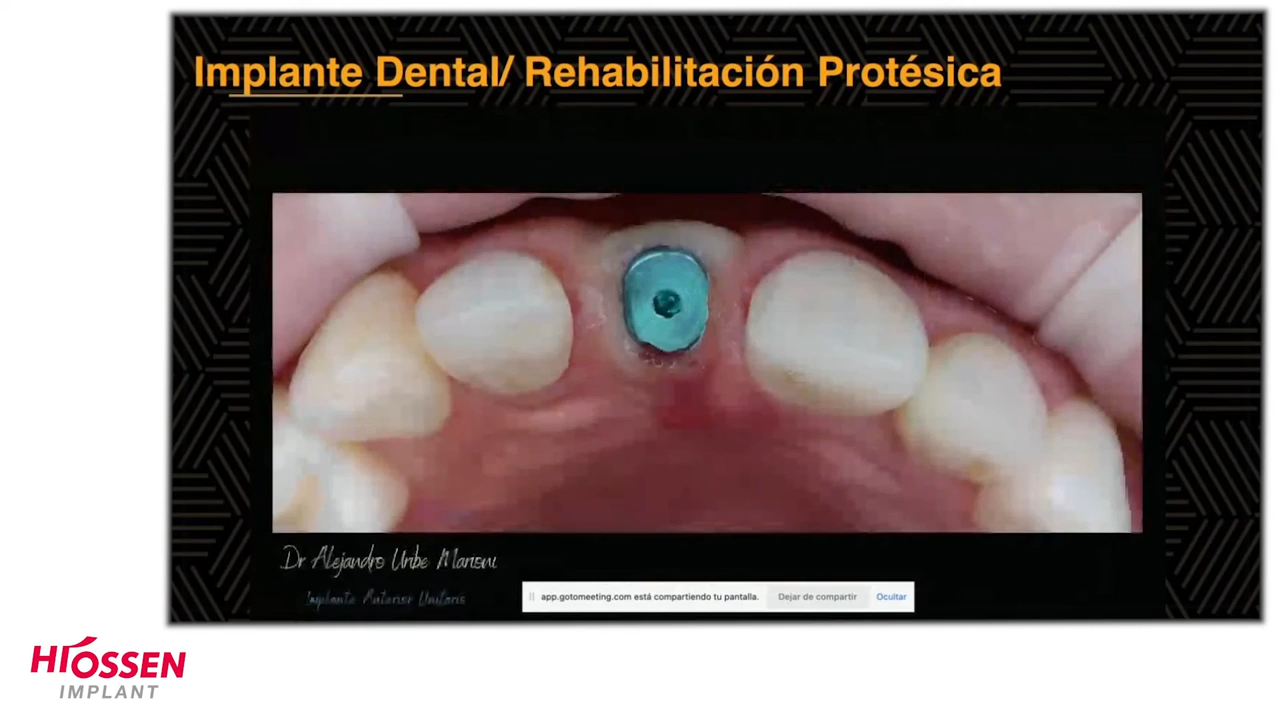 Implante Dental/ Rehabilitación Protésica
Dr Alejandro Uribe Marioni
Implante Anterior Unitario
app.gotomeeting.com está compartiendo tu pantalla. Dejar de compartir Ocultar
HIOSSEN
IMPLANT